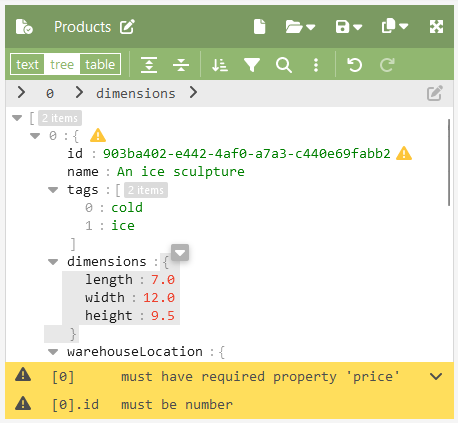 Products
text tree table
0 dimensions
[ 2 items
0 : {
id : 903ba402-e442-4af0-a7a3-c440e69fabb2
name : An ice sculpture
tags : [ 2 items
0 : cold
1 : ice
]
dimensions : {
length : 7.0
width : 12.0
height : 9.5
}
warehouseLocation : {
[0] must have required property 'price'
[0].id must be number